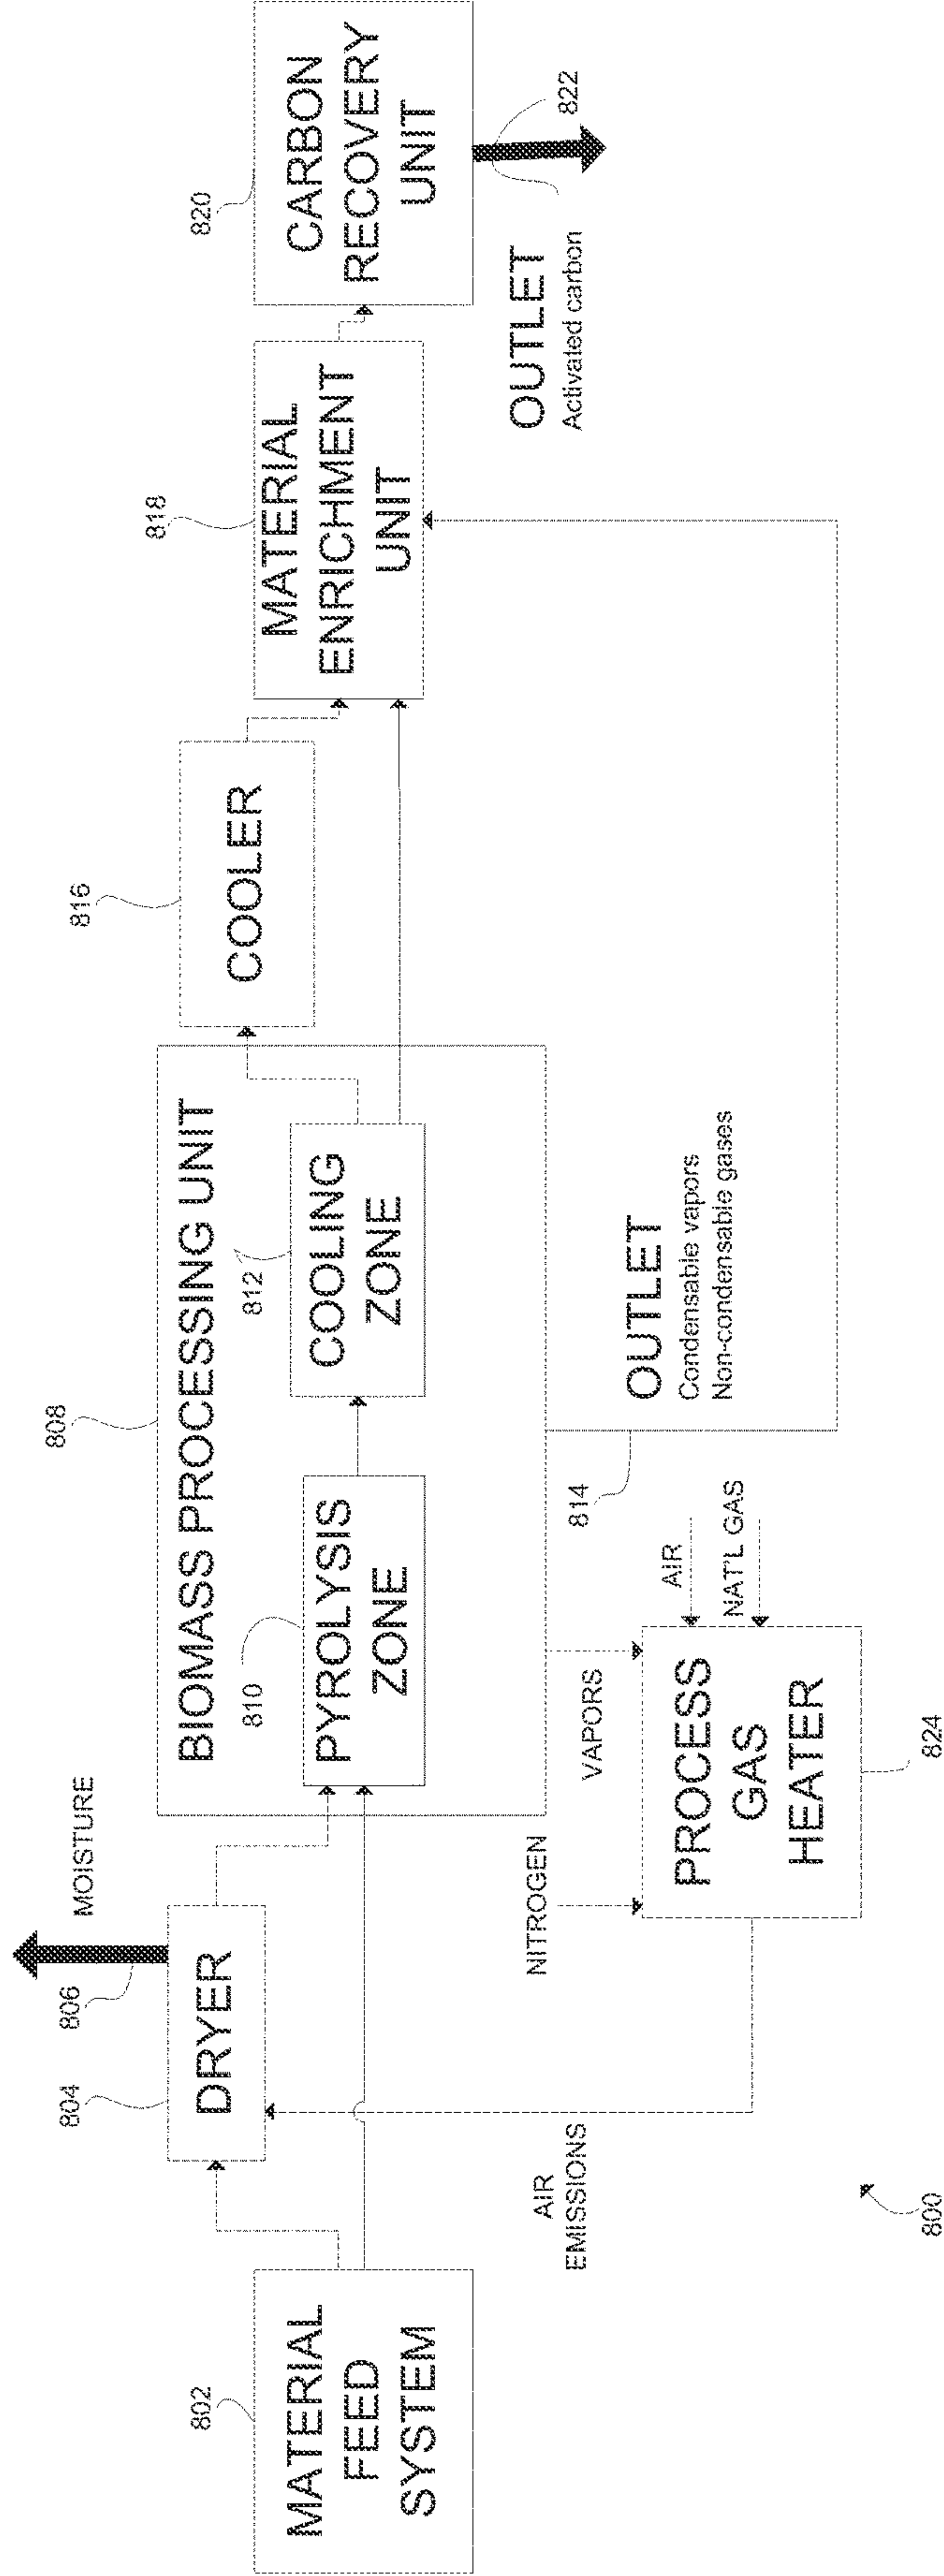 802
MATERIAL
FEED
SYSTEM
804
DRYER
806
MOISTURE
AIR
EMISSIONS
800
808
BIOMASS PROCESSING UNIT
810
PYROLYSIS
ZONE
812
COOLING
ZONE
NITROGEN
VAPORS
AIR
NAT'L GAS
PROCESS
GAS
HEATER
824
814
OUTLET
Condensable vapors
Non-condensable gases
816
COOLER
818
MATERIAL
ENRICHMENT
UNIT
820
CARBON
RECOVERY
UNIT
OUTLET
Activated carbon
822